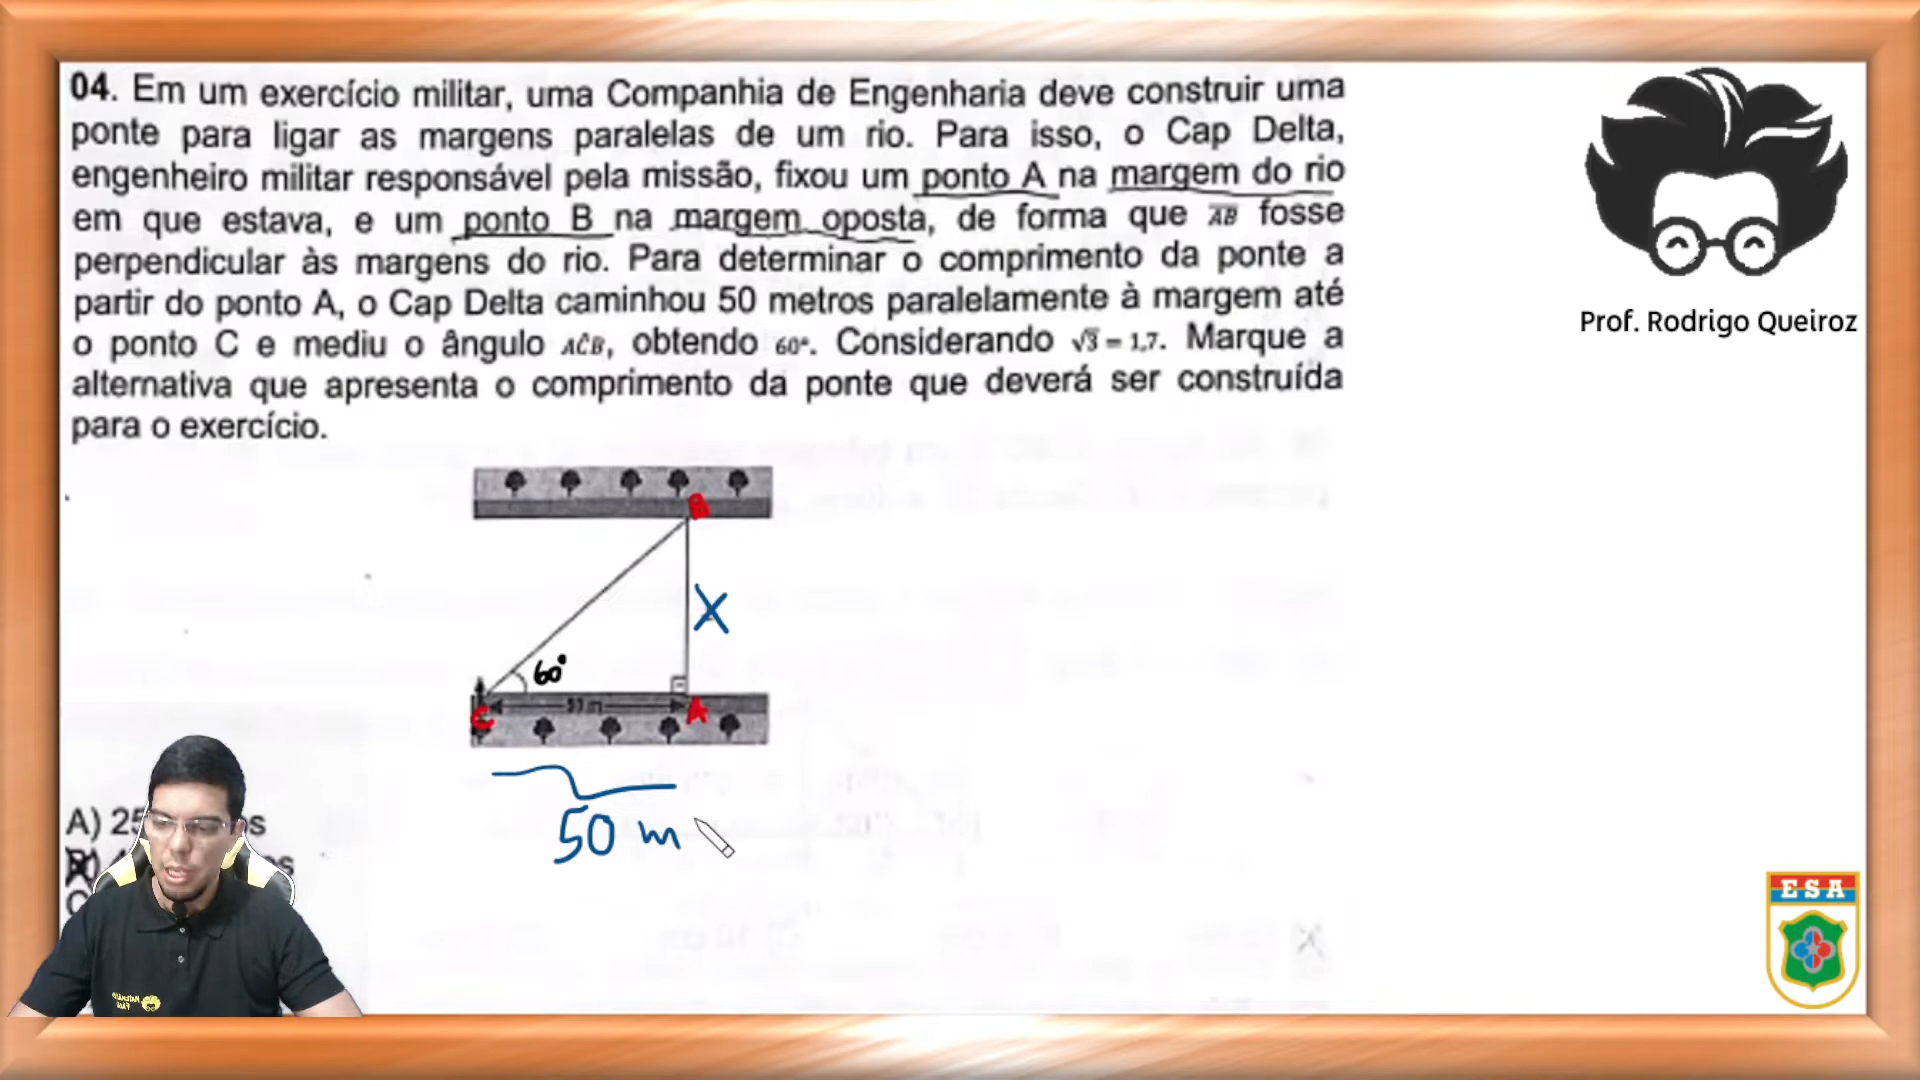 04. Em um exercício militar, uma Companhia de Engenharia deve construir uma
ponte para ligar as margens paralelas de um rio. Para isso, o Cap Delta,
engenheiro militar responsável pela missão, fixou um ponto A na margem do rio
em que estava, e um ponto B na margem oposta, de forma que AB fosse
perpendicular às margens do rio. Para determinar o comprimento da ponte a
partir do ponto A, o Cap Delta caminhou 50 metros paralelamente à margem até
o ponto C e mediu o ângulo AĈB, obtendo 60°. Considerando √3 = 1,7. Marque a
alternativa que apresenta o comprimento da ponte que deverá ser construída
para o exercício.
Prof. Rodrigo Queiroz
B
X
60°
C
A
50 m
A) 25
ESA